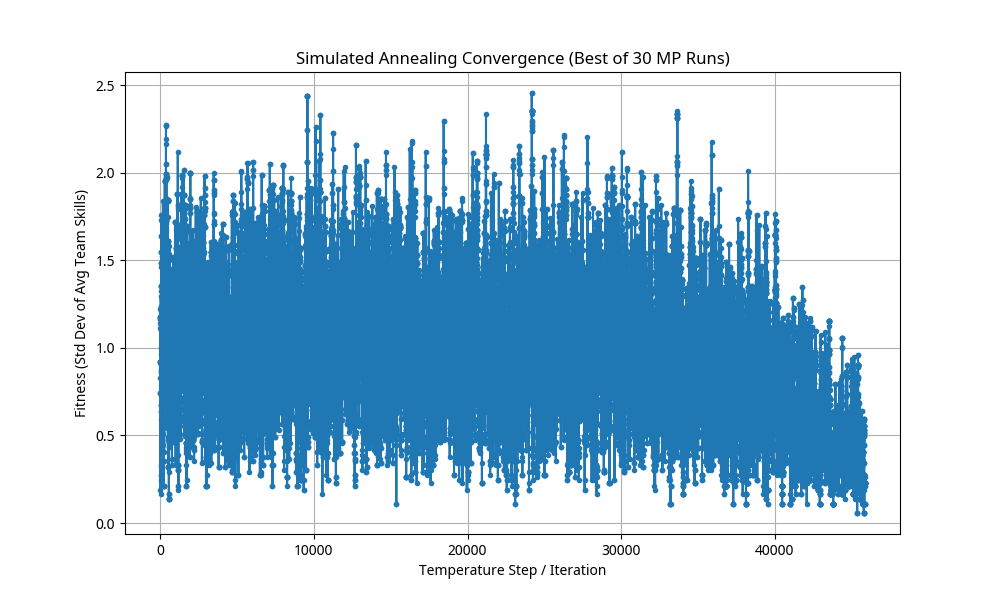 Simulated Annealing Convergence (Best of 30 MP Runs)
Fitness (Std Dev of Avg Team Skills)
2.5
2.0
1.5
1.0
0.5
0.0
0 10000 20000 30000 40000
Temperature Step / Iteration